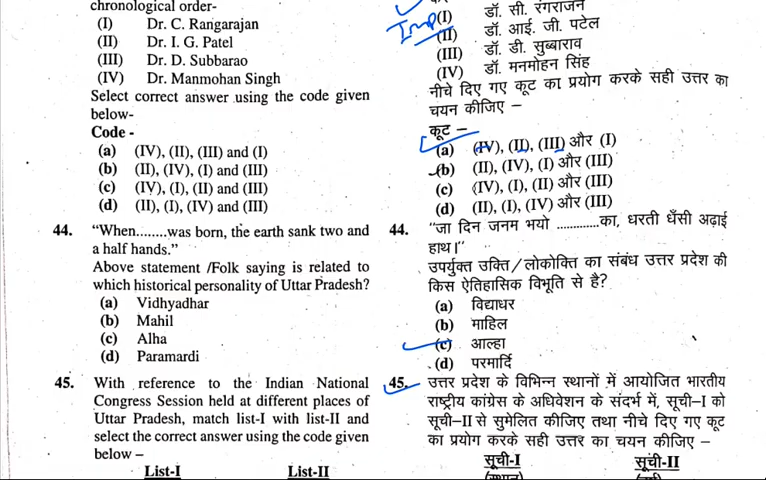 chronological order-
(I) Dr. C. Rangarajan
(II) Dr. I. G. Patel
(III) Dr. D. Subbarao
(IV) Dr. Manmohan Singh
Select correct answer using the code given
below-
Code -
(a) (IV), (II), (III) and (I)
(b) (II), (IV), (I) and (III)
(c) (IV), (I), (II) and (III)
(d) (II), (I), (IV) and (III)
44. “When........was born, the earth sank two and
a half hands.”
Above statement /Folk saying is related to
which historical personality of Uttar Pradesh?
(a) Vidhyadhar
(b) Mahil
(c) Alha
(d) Paramardi
45. With reference to the Indian National
Congress Session held at different places of
Uttar Pradesh, match list-I with list-II and
select the correct answer using the code given
below –
List-I List-II
Imp
(I) डॉ. सी. रंगराजन
(II) डॉ. आई. जी. पटेल
(III) डॉ. डी. सुब्बाराव
(IV) डॉ. मनमोहन सिंह
नीचे दिए गए कूट का प्रयोग करके सही उत्तर का
चयन कीजिए –
कूट –
(a) (IV), (II), (III) और (I)
(b) (II), (IV), (I) और (III)
(c) (IV), (I), (II) और (III)
(d) (II), (I), (IV) और (III)
44. “जा दिन जनम भयो ............का, धरती धँसी अढ़ाई
हाथ।”
उपर्युक्त उक्ति/लोकोक्ति का संबंध उत्तर प्रदेश की
किस ऐतिहासिक विभूति से है?
(a) विद्याधर
(b) माहिल
(c) आल्हा
(d) परमार्दि
45. उत्तर प्रदेश के विभिन्न स्थानों में आयोजित भारतीय
राष्ट्रीय कांग्रेस के अधिवेशन के संदर्भ में, सूची–I को
सूची–II से सुमेलित कीजिए तथा नीचे दिए गए कूट
का प्रयोग करके सही उत्तर का चयन कीजिए –
सूची-I सूची-II